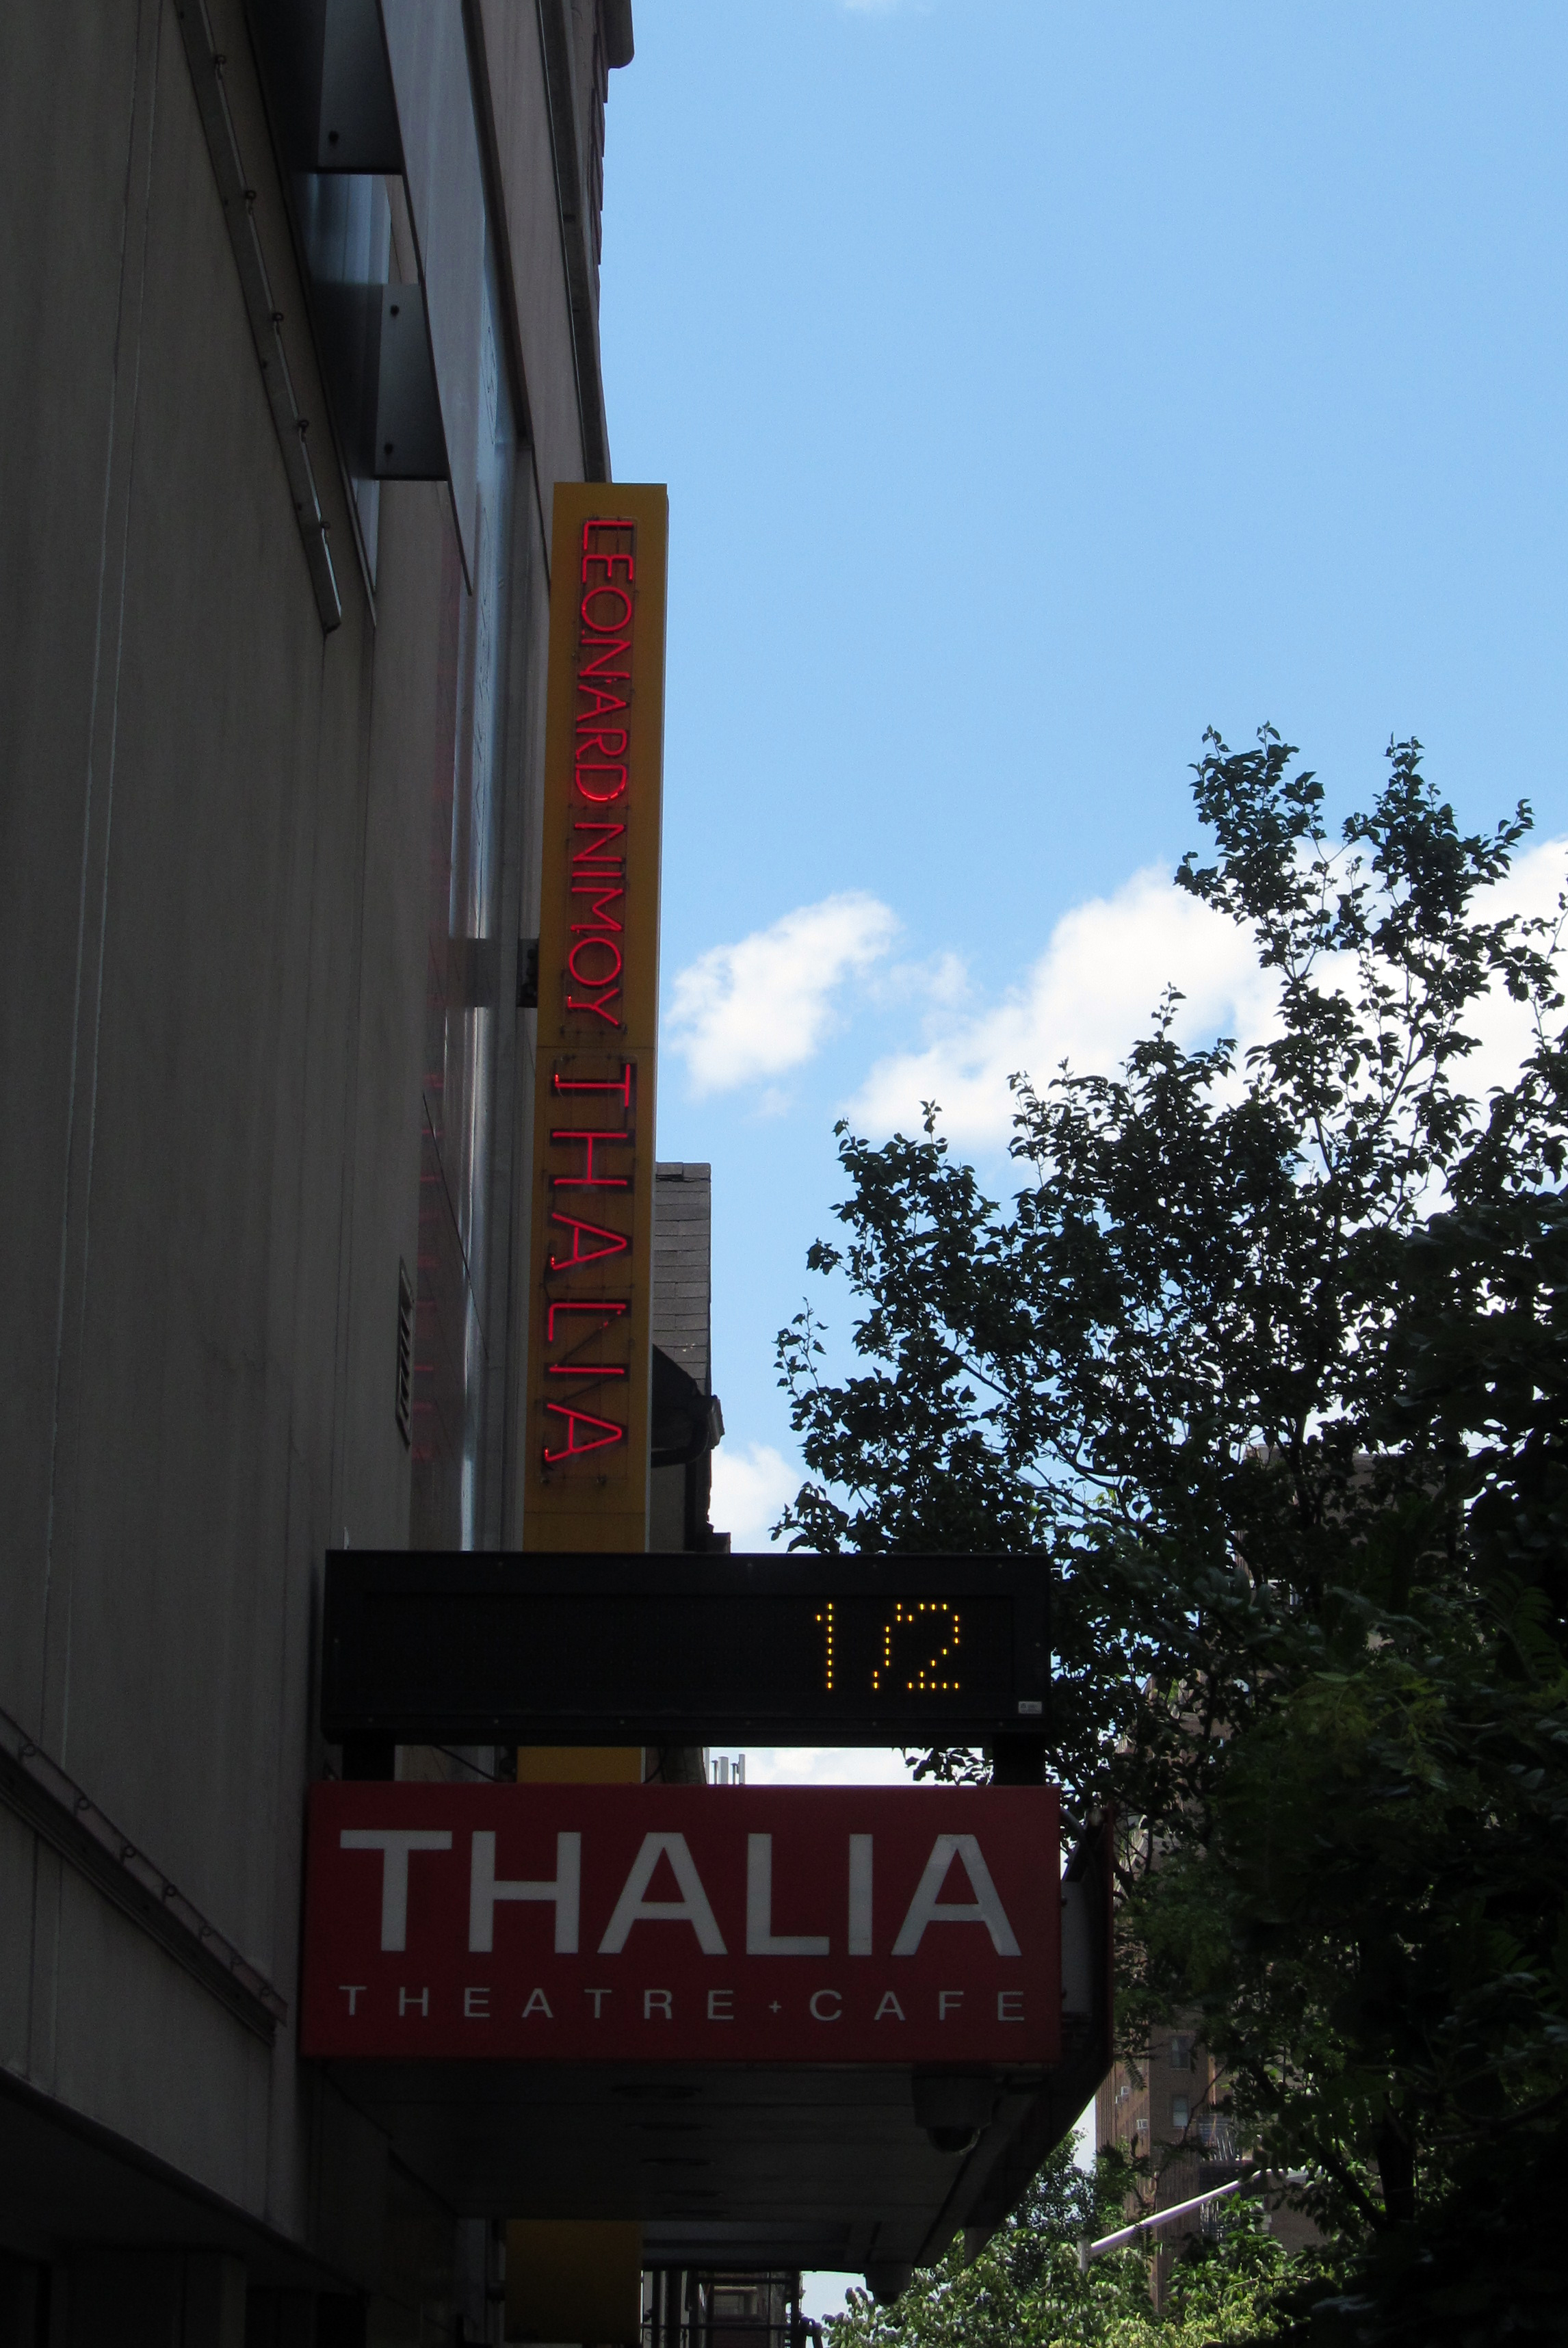 LEONARD NIMOY THALIA
1/2
THALIA
THEATRE+CAFE